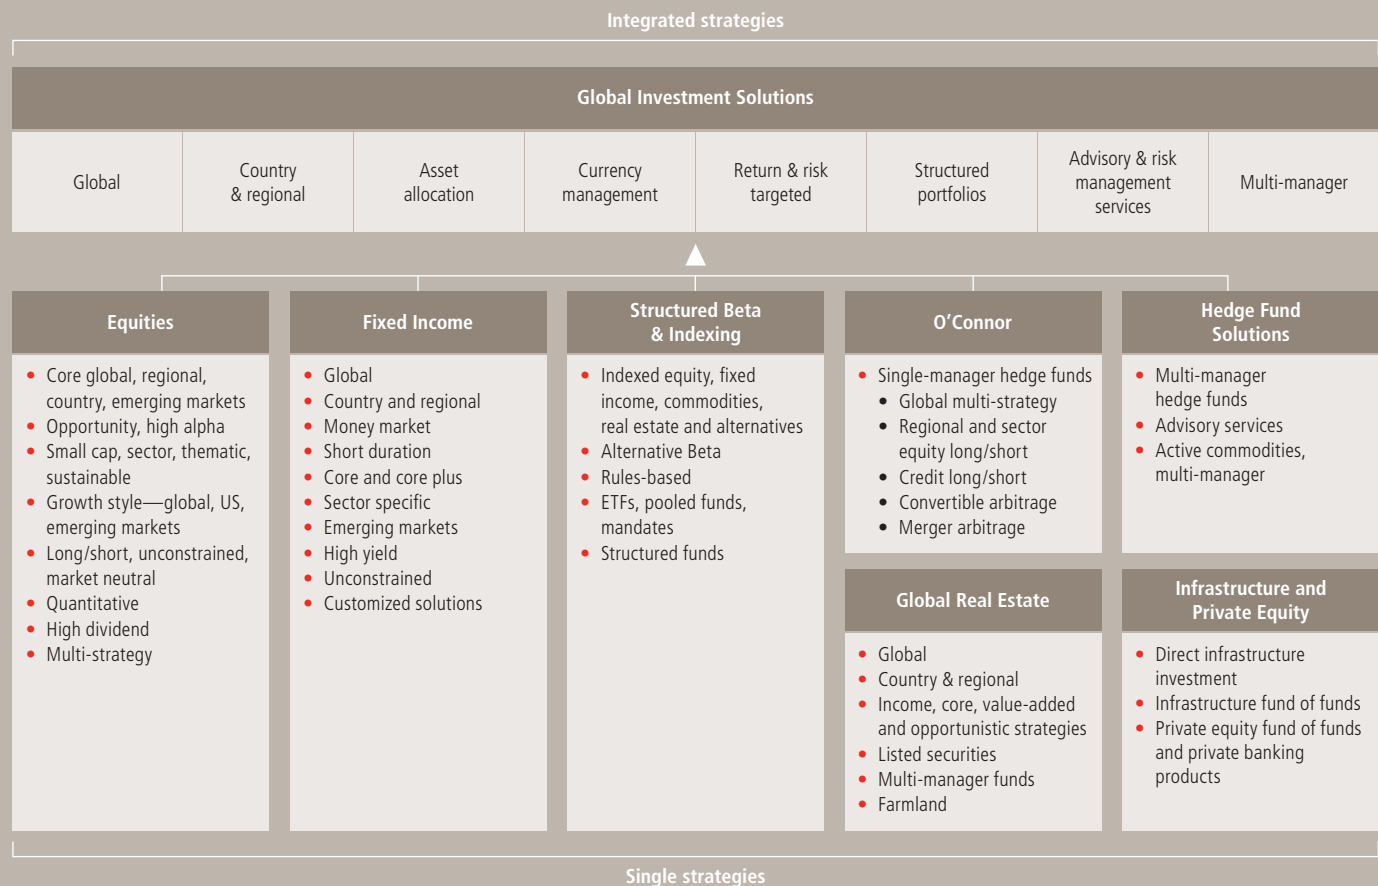 Integrated strategies
Global Investment Solutions
Global
Country
& regional
Asset
allocation
Currency
management
Return & risk
targeted
Structured
portfolios
Advisory & risk
management
services
Multi-manager
Equities
• Core global, regional,
country, emerging markets
• Opportunity, high alpha
• Small cap, sector, thematic,
sustainable
• Growth style—global, US,
emerging markets
• Long/short, unconstrained,
market neutral
• Quantitative
• High dividend
• Multi-strategy
Fixed Income
• Global
• Country and regional
• Money market
• Short duration
• Core and core plus
• Sector specific
• Emerging markets
• High yield
• Unconstrained
• Customized solutions
Structured Beta
& Indexing
• Indexed equity, fixed
income, commodities,
real estate and alternatives
• Alternative Beta
• Rules-based
• ETFs, pooled funds,
mandates
• Structured funds
O’Connor
• Single-manager hedge funds
• Global multi-strategy
• Regional and sector
equity long/short
• Credit long/short
• Convertible arbitrage
• Merger arbitrage
Hedge Fund
Solutions
• Multi-manager
hedge funds
• Advisory services
• Active commodities,
multi-manager
Global Real Estate
• Global
• Country & regional
• Income, core, value-added
and opportunistic strategies
• Listed securities
• Multi-manager funds
• Farmland
Infrastructure and
Private Equity
• Direct infrastructure
investment
• Infrastructure fund of funds
• Private equity fund of funds
and private banking
products
Single strategies